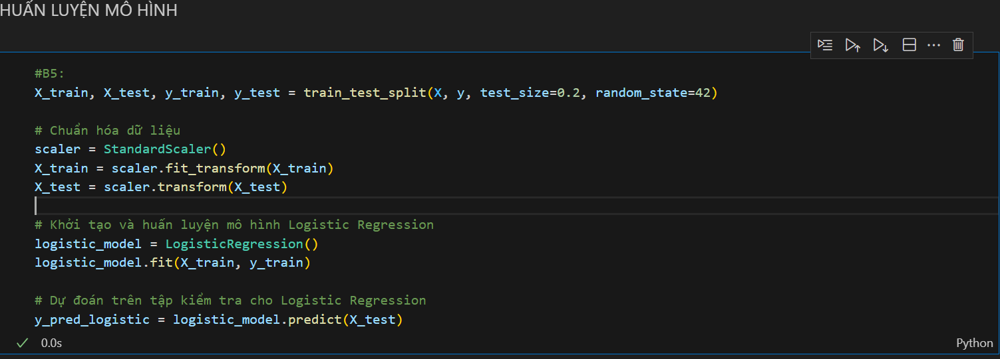 HUẤN LUYỆN MÔ HÌNH
#B5:
X_train, X_test, y_train, y_test = train_test_split(X, y, test_size=0.2, random_state=42)
# Chuẩn hóa dữ liệu
scaler = StandardScaler()
X_train = scaler.fit_transform(X_train)
X_test = scaler.transform(X_test)
# Khởi tạo và huấn luyện mô hình Logistic Regression
logistic_model = LogisticRegression()
logistic_model.fit(X_train, y_train)
# Dự đoán trên tập kiểm tra cho Logistic Regression
y_pred_logistic = logistic_model.predict(X_test)
0.0s
Python